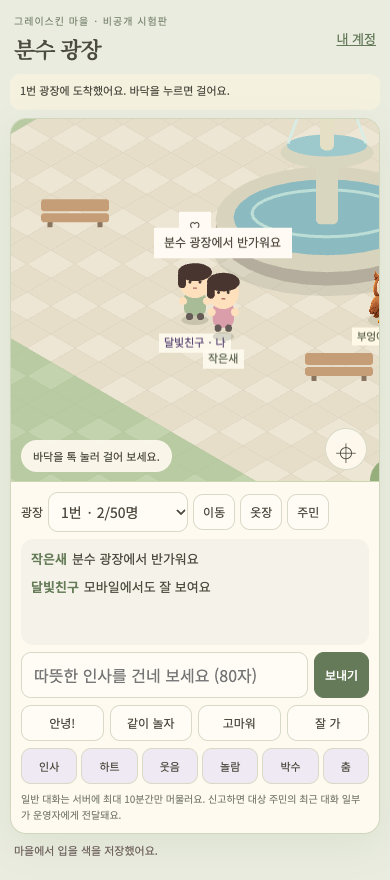 그레이스킨 마을 · 비공개 시험판
분수 광장
내 계정
1번 광장에 도착했어요. 바닥을 누르면 걸어요.
♡
분수 광장에서 반가워요
달빛친구 · 나
작은새
부엉이
바닥을 톡 눌러 걸어 보세요.
광장
1번 · 2/50명
이동
옷장
주민
작은새 분수 광장에서 반가워요
달빛친구 모바일에서도 잘 보여요
따뜻한 인사를 건네 보세요 (80자)
보내기
안녕!
같이 놀자
고마워
잘 가
인사
하트
웃음
놀람
박수
춤
일반 대화는 서버에 최대 10분간만 머물러요. 신고하면 대상 주민의 최근 대화 일부
가 운영자에게 전달돼요.
마을에서 입을 색을 저장했어요.